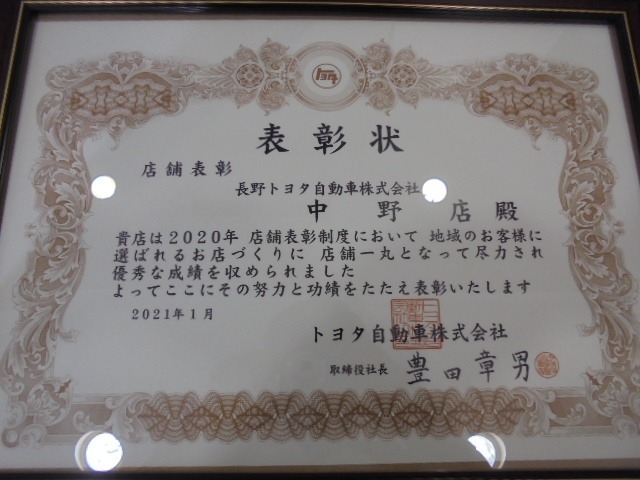 トヨタ
表彰状
店舗表彰
長野トヨタ自動車株式会社
中野店殿
貴店は2020年 店舗表彰制度において 地域のお客様に
選ばれるお店づくりに 店舗一丸となって尽力され
優秀な成績を収められました
よってここにその努力と功績をたたえ表彰いたします
2021年1月
トヨタ自動車株式会社
取締役社長 豊田章男